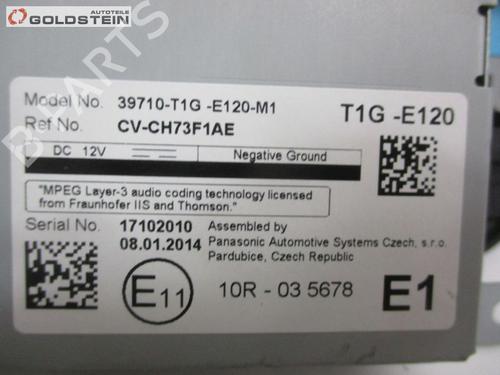 AUTOTEILE
GOLDSTEIN
B PARTS
Model No. 39710-T1G -E120-M1
T1G -E120
Ref No. CV-CH73F1AE
DC 12V Negative Ground
"MPEG Layer-3 audio coding technology licensed
from Fraunhofer IIS and Thomson."
Serial No. 17102010 Assembled by
08.01.2014 Panasonic Automotive Systems Czech, s.r.o.
Pardubice, Czech Republic
E11 10R - 03 5678 E1